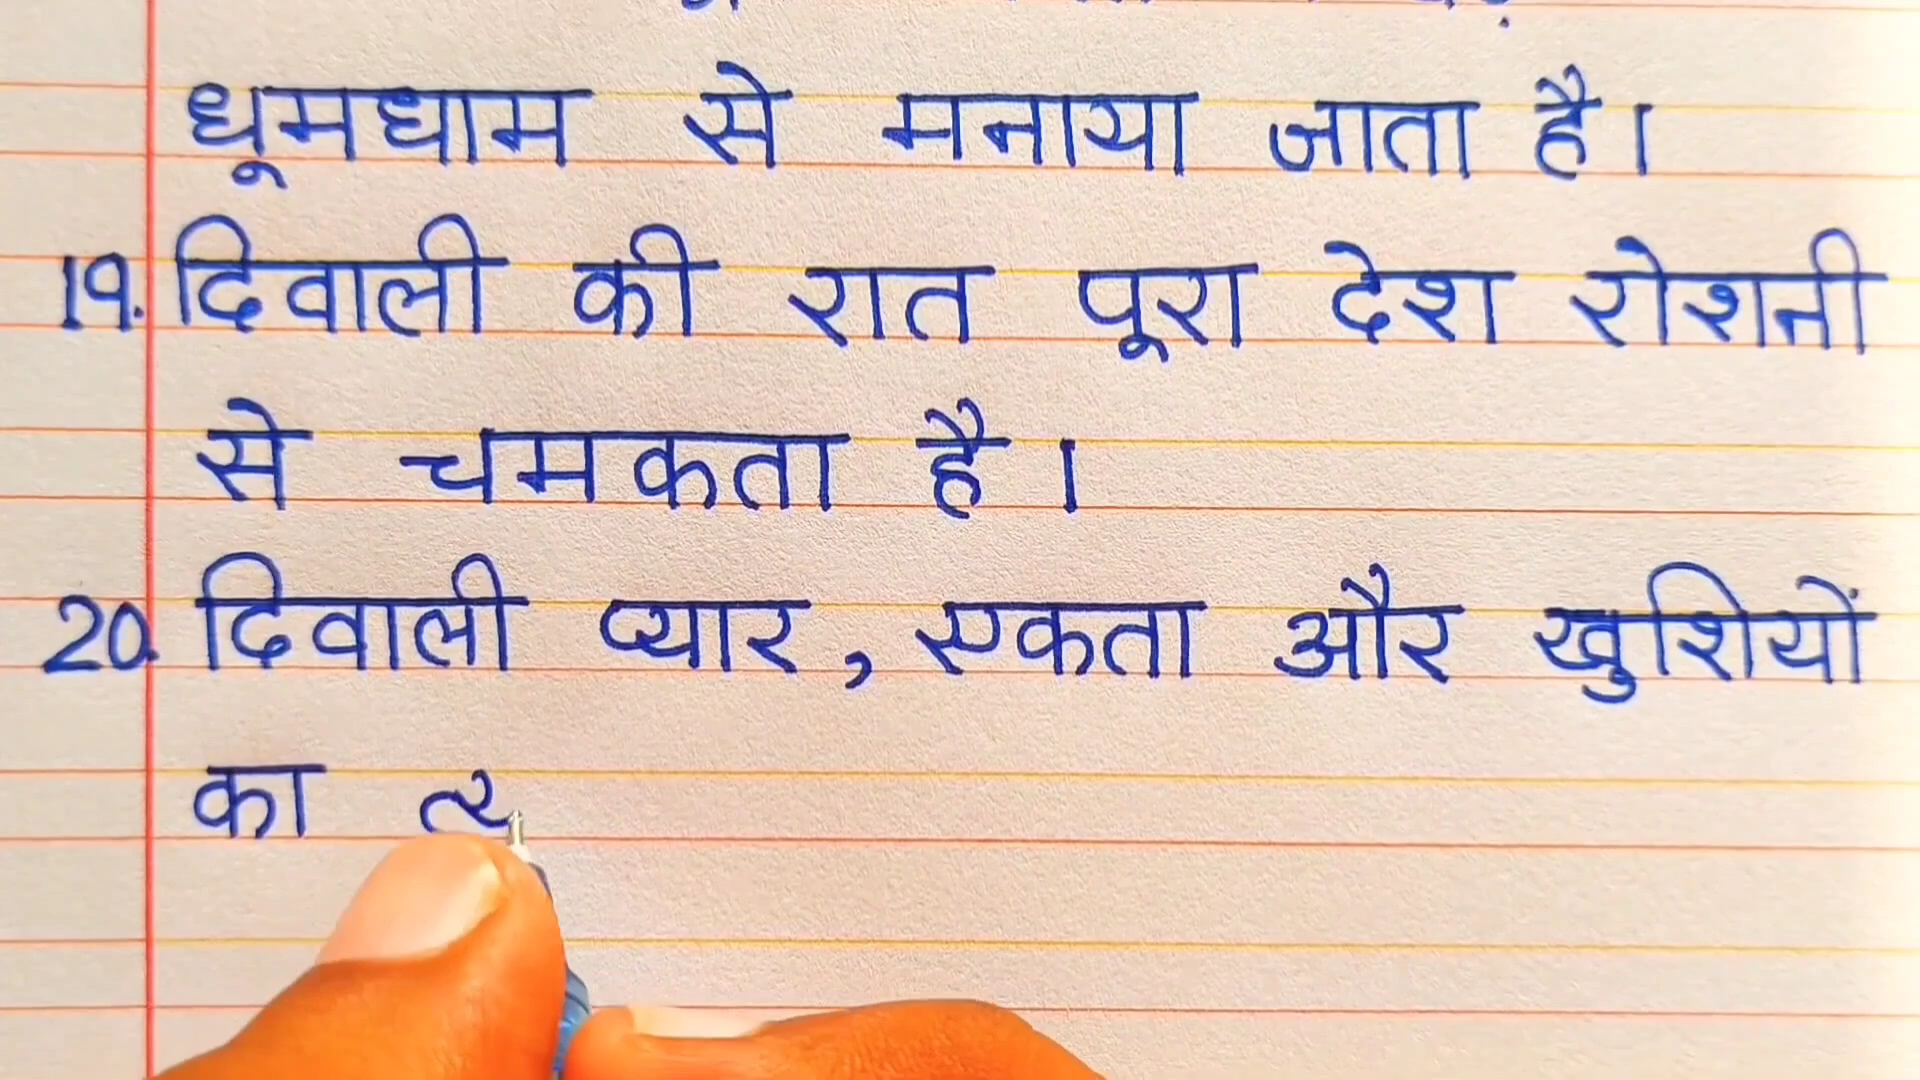 धूमधाम से मनाया जाता है।
19. दिवाली की रात पूरा देश रोशनी
से चमकता है।
20. दिवाली प्यार, एकता और खुशियों
का